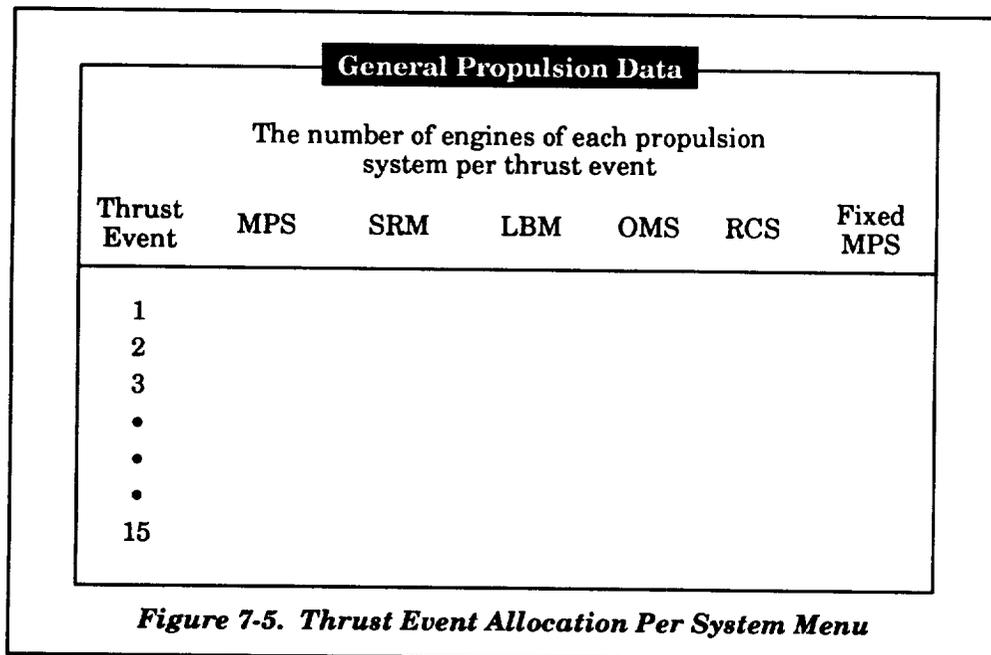 General Propulsion Data
The number of engines of each propulsion
system per thrust event
Thrust Event MPS SRM LBM OMS RCS Fixed MPS
1
2
3
•
•
•
15
Figure 7-5. Thrust Event Allocation Per System Menu